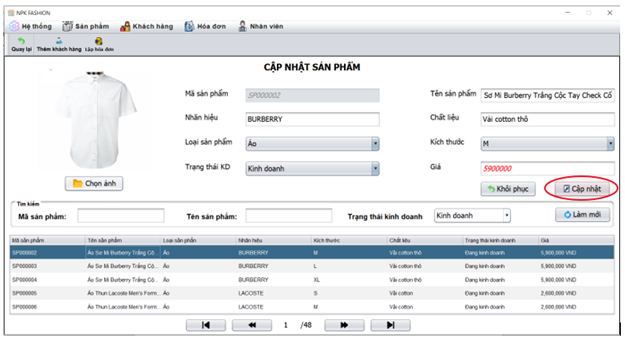 NPK FASHION
Hệ thống Sản phẩm Khách hàng Hóa đơn Nhân viên
Quay lại Thêm khách hàng Lập hóa đơn
CẬP NHẬT SẢN PHẨM
Mã sản phẩm SP000002 Tên sản phẩm Sơ Mi Burberry Trắng Cộc Tay Check Cổ
Nhãn hiệu BURBERRY Chất liệu Vải cotton thô
Loại sản phẩm Áo Kích thước M
Trạng thái KD Kinh doanh Giá 5900000
Chọn ảnh Khôi phục Cập nhật
Tìm kiếm
Mã sản phẩm: Tên sản phẩm: Trạng thái kinh doanh Kinh doanh Làm mới
Mã sản phẩm Tên sản phẩm Loại sản phẩm Nhãn hiệu Kích thước Chất liệu Trạng thái kinh doanh Giá
SP000002 Áo Sơ Mi Burberry Trắng Cộ... Áo BURBERRY M Vải cotton thô Đang kinh doanh 5,900,000 VND
SP000003 Áo Sơ Mi Burberry Trắng Cộ... Áo BURBERRY L Vải cotton thô Đang kinh doanh 5,900,000 VND
SP000004 Áo Sơ Mi Burberry Trắng Cộ... Áo BURBERRY XL Vải cotton thô Đang kinh doanh 5,900,000 VND
SP000005 Áo Thun Lacoste Men's Form... Áo LACOSTE S Vải cotton Đang kinh doanh 2,600,000 VND
SP000006 Áo Thun Lacoste Men's Form... Áo LACOSTE M Vải cotton Đang kinh doanh 2,600,000 VND
1 /48